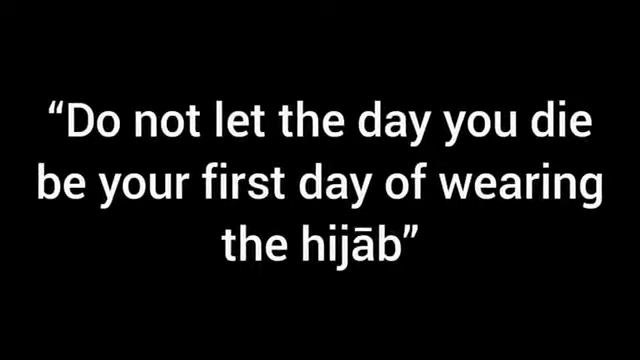 “Do not let the day you die
be your first day of wearing
the hijāb”